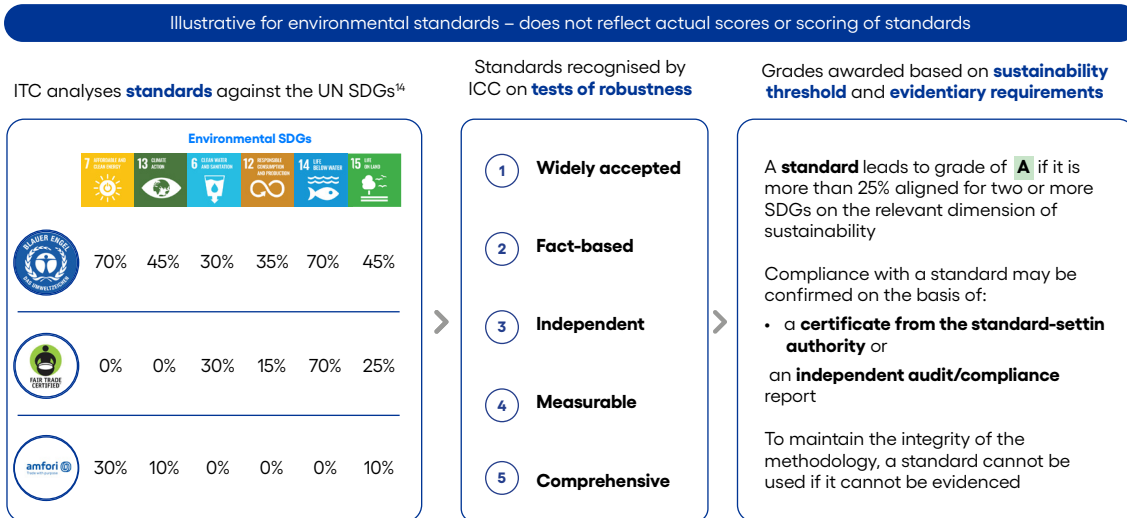 Illustrative for environmental standards – does not reflect actual scores or scoring of standards
ITC analyses standards against the UN SDGs¹⁴
Environmental SDGs
7 AFFORDABLE AND CLEAN ENERGY
13 CLIMATE ACTION
6 CLEAN WATER AND SANITATION
12 RESPONSIBLE CONSUMPTION AND PRODUCTION
14 LIFE BELOW WATER
15 LIFE ON LAND
BLAUER ENGEL
DAS UMWELTZEICHEN
70% 45% 30% 35% 70% 45%
FAIR TRADE
CERTIFIED
0% 0% 30% 15% 70% 25%
amfori
30% 10% 0% 0% 0% 10%
Standards recognised by
ICC on tests of robustness
1 Widely accepted
2 Fact-based
3 Independent
4 Measurable
5 Comprehensive
Grades awarded based on sustainability
threshold and evidentiary requirements
A standard leads to grade of A if it is
more than 25% aligned for two or more
SDGs on the relevant dimension of
sustainability
Compliance with a standard may be
confirmed on the basis of:
• a certificate from the standard-settin
authority or
an independent audit/compliance
report
To maintain the integrity of the
methodology, a standard cannot be
used if it cannot be evidenced